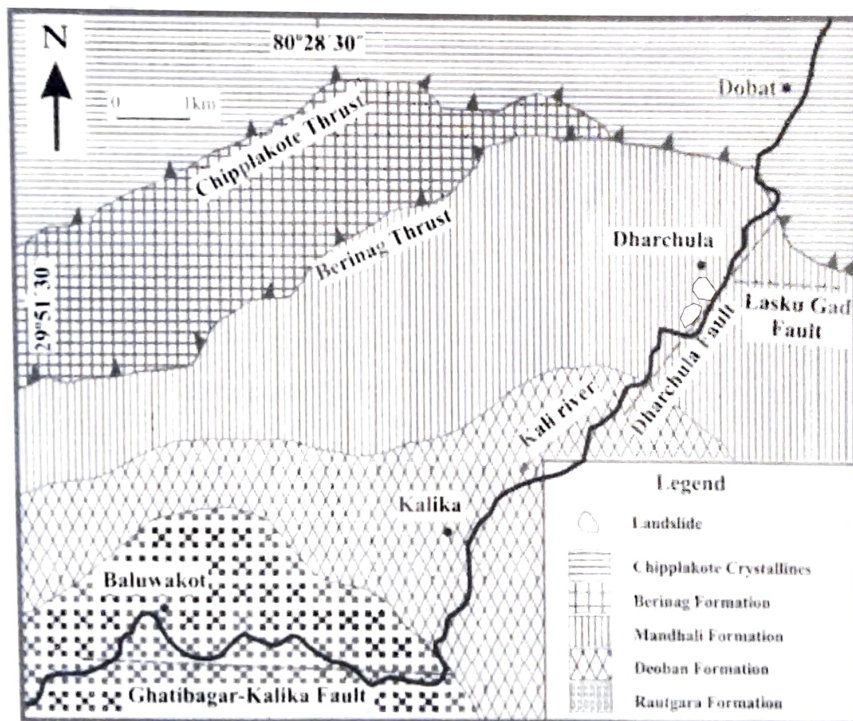 N
80°28´30˝
0 1km
Dobat
Chipplakote Thrust
Berinag Thrust
29°51´30
Dharchula
Lasku Gad
Fault
Dharchula Fault
Kali river
Kalika
Baluwakot
Ghatibagar-Kalika Fault
Legend
Landslide
Chipplakote Crystallines
Berinag Formation
Mandhali Formation
Deoban Formation
Rautgara Formation